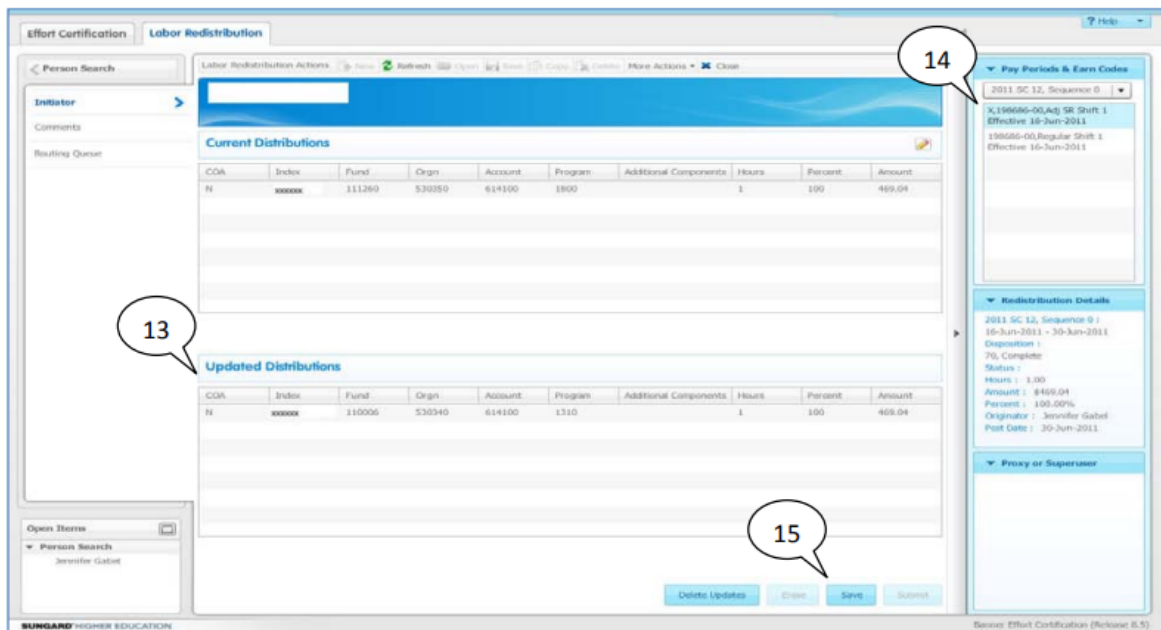 ? Help
Effort Certification
Labor Redistribution
14
Person Search
Labor Redistribution Actions New Refresh Open Save Copy Delete More Actions Close
Initiator
Comments
Routing Queue
Current Distributions
COA Index Fund Orgn Account Program Additional Components Hours Percent Amount
N xxxxxx 111260 530350 614100 1800 1 100 469.04
13
Updated Distributions
COA Index Fund Orgn Account Program Additional Components Hours Percent Amount
N xxxxxx 110006 530340 614100 1310 1 100 469.04
15
Delete Updates Erase Save Submit
Pay Periods & Earn Codes
2011 SC 12, Sequence 0
X,198686-00,Adj SR Shift 1
Effective 16-Jun-2011
198686-00,Regular Shift 1
Effective 16-Jun-2011
Redistribution Details
2011 SC 12, Sequence 0 :
16-Jun-2011 - 30-Jun-2011
Disposition :
70, Complete
Status :
Hours : 1.00
Amount : $469.04
Percent : 100.00%
Originator : Jennifer Gabel
Post Date : 30-Jun-2011
Proxy or Superuser
Open Items
Person Search
Jennifer Gabel
SUNGARD HIGHER EDUCATION
Banner Effort Certification (Release 8.5)